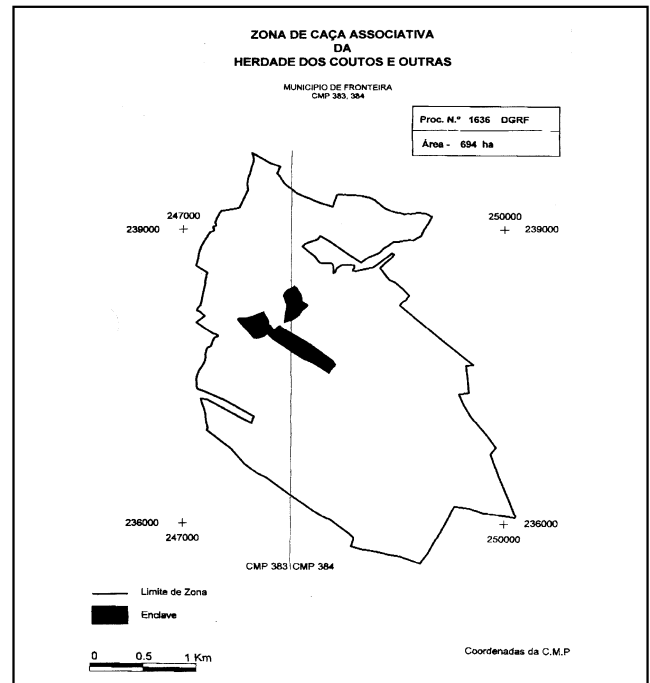 ZONA DE CAÇA ASSOCIATIVA
DA
HERDADE DOS COUTOS E OUTRAS
MUNICIPIO DE FRONTEIRA
CMP 383, 384
Proc. N.º 1636 DGRF
Área - 694 ha
247000
239000
250000
239000
236000
247000
236000
250000
CMP 383 CMP 384
Limite de Zona
Enclave
0 0.5 1 Km
Coordenadas da C.M.P